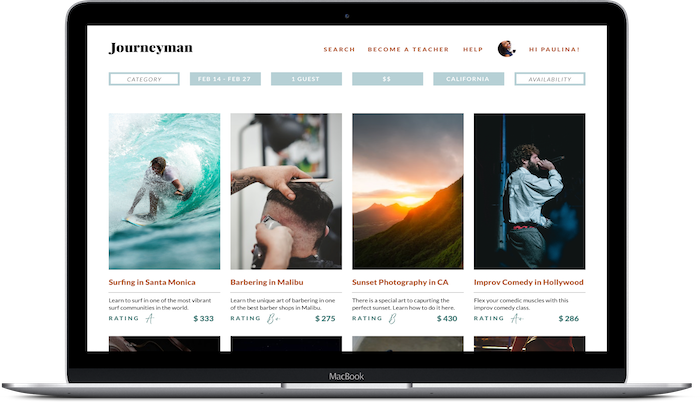 Journeyman
SEARCH BECOME A TEACHER HELP HI PAULINA!
CATEGORY FEB 14 - FEB 27 1 GUEST $$ CALIFORNIA AVAILABILITY
Surfing in Santa Monica
Learn to surf in one of the most vibrant
surf communities in the world.
RATING A $ 333
Barbering in Malibu
Learn the unique art of barbering in one
of the best barber shops in Malibu.
RATING B+ $ 275
Sunset Photography in CA
There is a special art to capurting the
perfect sunset. Learn how to do it here.
RATING B $ 430
Improv Comedy in Hollywood
Flex your comedic muscles with this
improv comedy class.
RATING A+ $ 286
MacBook